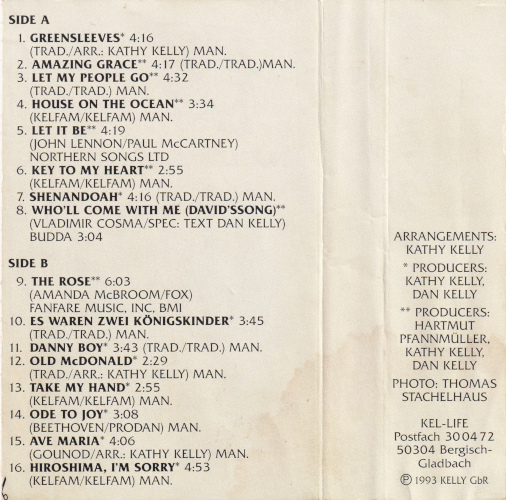 SIDE A
1. GREENSLEEVES* 4:16
(TRAD./ARR.: KATHY KELLY) MAN.
2. AMAZING GRACE** 4:17 (TRAD./TRAD.)MAN.
3. LET MY PEOPLE GO** 4:32
(TRAD./TRAD.) MAN.
4. HOUSE ON THE OCEAN** 3:34
(KELFAM/KELFAM) MAN.
5. LET IT BE** 4:19
(JOHN LENNON/PAUL McCARTNEY)
NORTHERN SONGS LTD
6. KEY TO MY HEART** 2:55
(KELFAM/KELFAM) MAN.
7. SHENANDOAH* 4:16 (TRAD./TRAD.) MAN.
8. WHO'LL COME WITH ME (DAVID'SSONG)**
(VLADIMIR COSMA/SPEC: TEXT DAN KELLY)
BUDDA 3:04
SIDE B
9. THE ROSE** 6:03
(AMANDA McBROOM/FOX)
FANFARE MUSIC, INC, BMI
10. ES WAREN ZWEI KÖNIGSKINDER* 3:45
(TRAD./TRAD.) MAN.
11. DANNY BOY* 3:43 (TRAD./TRAD.) MAN.
12. OLD McDONALD* 2:29
(TRAD./ARR.: KATHY KELLY) MAN.
13. TAKE MY HAND* 2:55
(KELFAM/KELFAM) MAN.
14. ODE TO JOY* 3:08
(BEETHOVEN/PRODAN) MAN.
15. AVE MARIA* 4:06
(GOUNOD/ARR.: KATHY KELLY) MAN.
16. HIROSHIMA, I'M SORRY* 4:53
(KELFAM/KELFAM) MAN.
ARRANGEMENTS:
KATHY KELLY
* PRODUCERS:
KATHY KELLY,
DAN KELLY
** PRODUCERS:
HARTMUT
PFANNMÜLLER,
KATHY KELLY,
DAN KELLY
PHOTO: THOMAS
STACHELHAUS
KEL-LIFE
Postfach 300472
50304 Bergisch-
Gladbach
℗ 1993 KELLY GbR